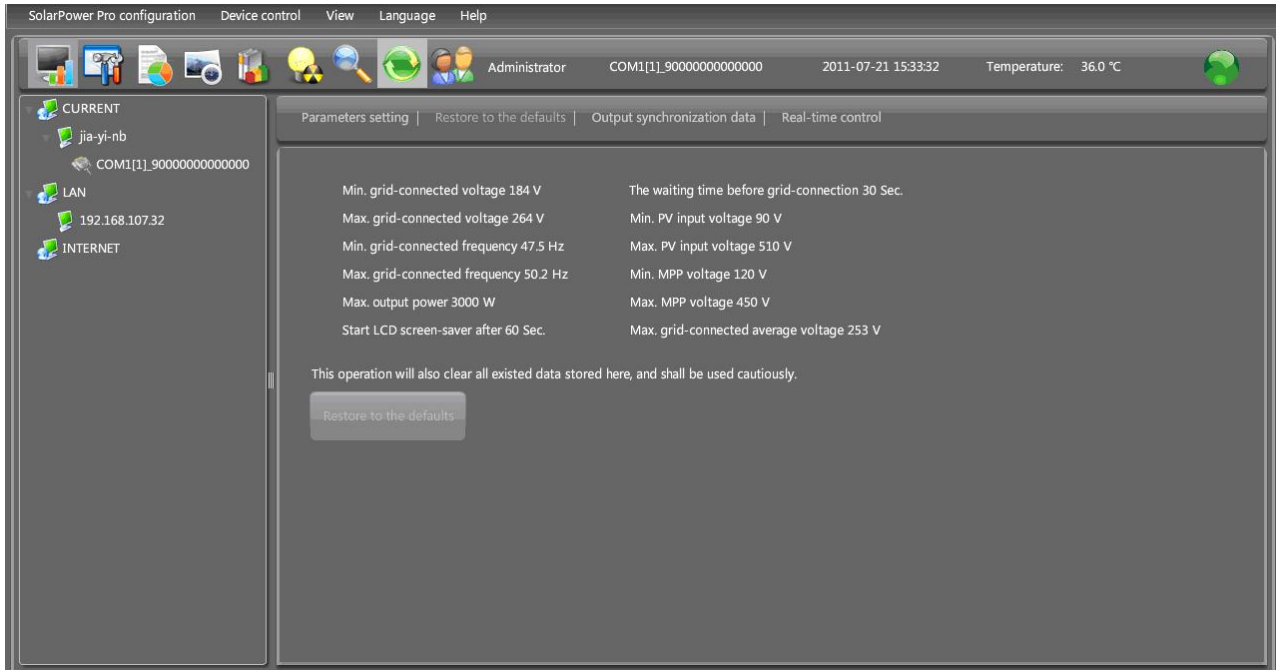 SolarPower Pro configuration Device control View Language Help
Administrator COM1[1]_90000000000000 2011-07-21 15:33:32 Temperature: 36.0 ℃
CURRENT
jia-yi-nb
COM1[1]_90000000000000
LAN
192.168.107.32
INTERNET
Parameters setting | Restore to the defaults | Output synchronization data | Real-time control
Min. grid-connected voltage 184 V
Max. grid-connected voltage 264 V
Min. grid-connected frequency 47.5 Hz
Max. grid-connected frequency 50.2 Hz
Max. output power 3000 W
Start LCD screen-saver after 60 Sec.
The waiting time before grid-connection 30 Sec.
Min. PV input voltage 90 V
Max. PV input voltage 510 V
Min. MPP voltage 120 V
Max. MPP voltage 450 V
Max. grid-connected average voltage 253 V
This operation will also clear all existed data stored here, and shall be used cautiously.
Restore to the defaults